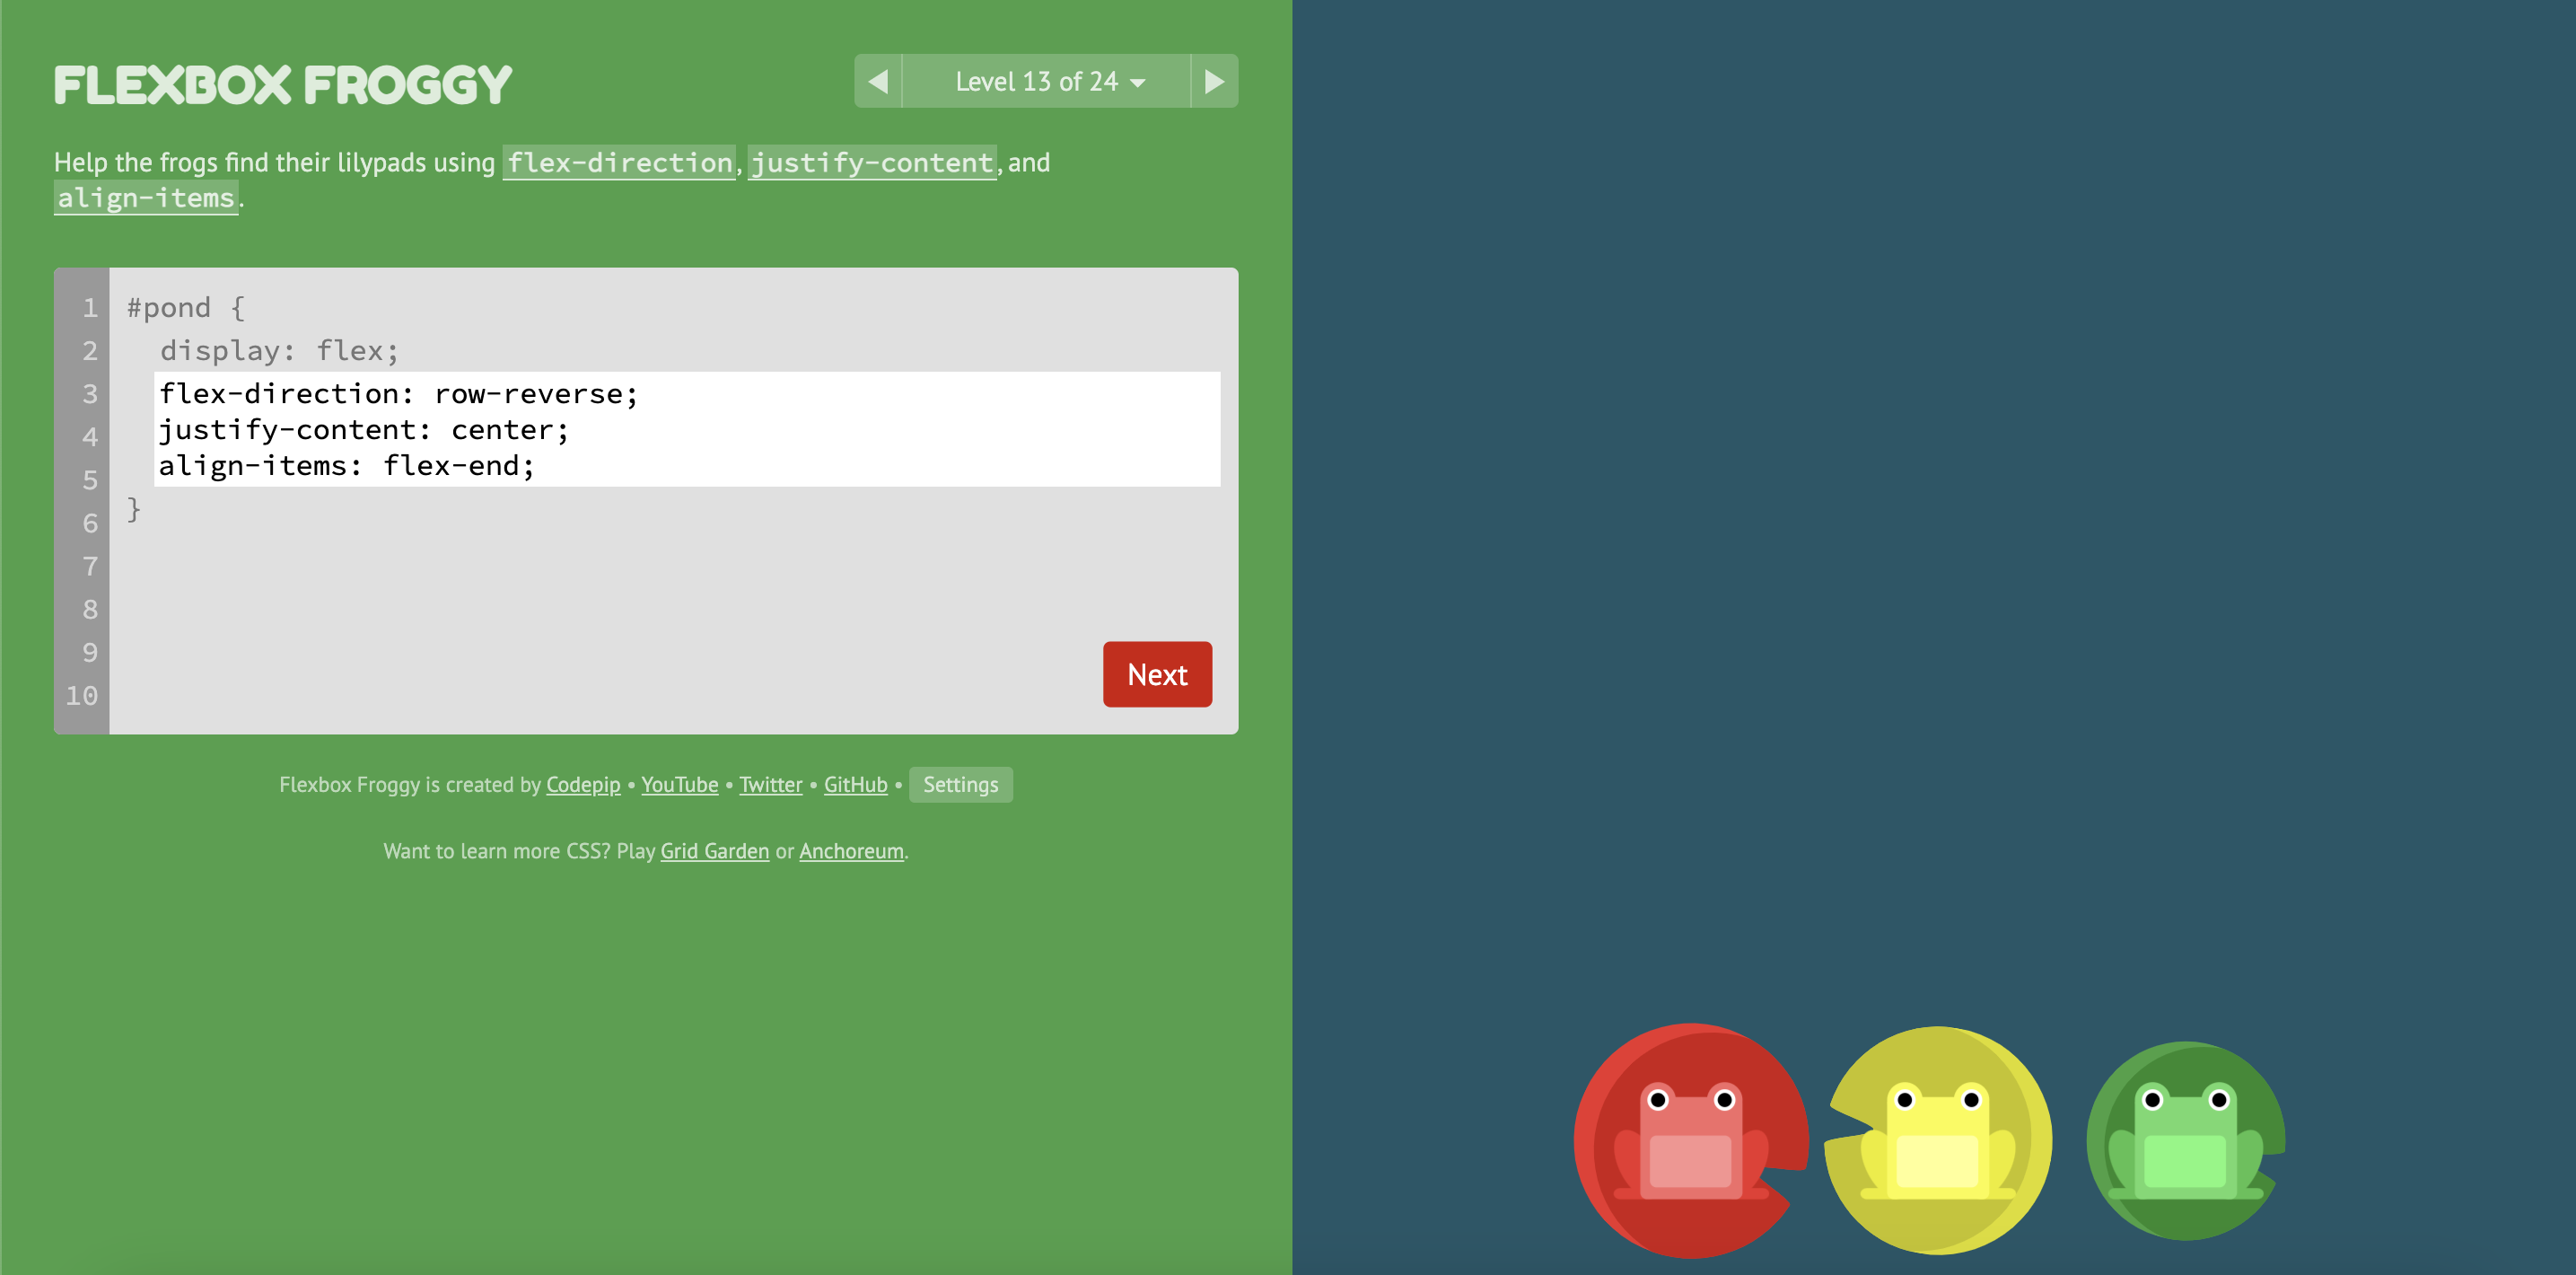 FLEXBOX FROGGY
Level 13 of 24
Help the frogs find their lilypads using flex-direction, justify-content, and
align-items.
1 #pond {
2 display: flex;
3 flex-direction: row-reverse;
4 justify-content: center;
5 align-items: flex-end;
6 }
7
8
9
10
Next
Flexbox Froggy is created by Codepip • YouTube • Twitter • GitHub • Settings
Want to learn more CSS? Play Grid Garden or Anchoreum.